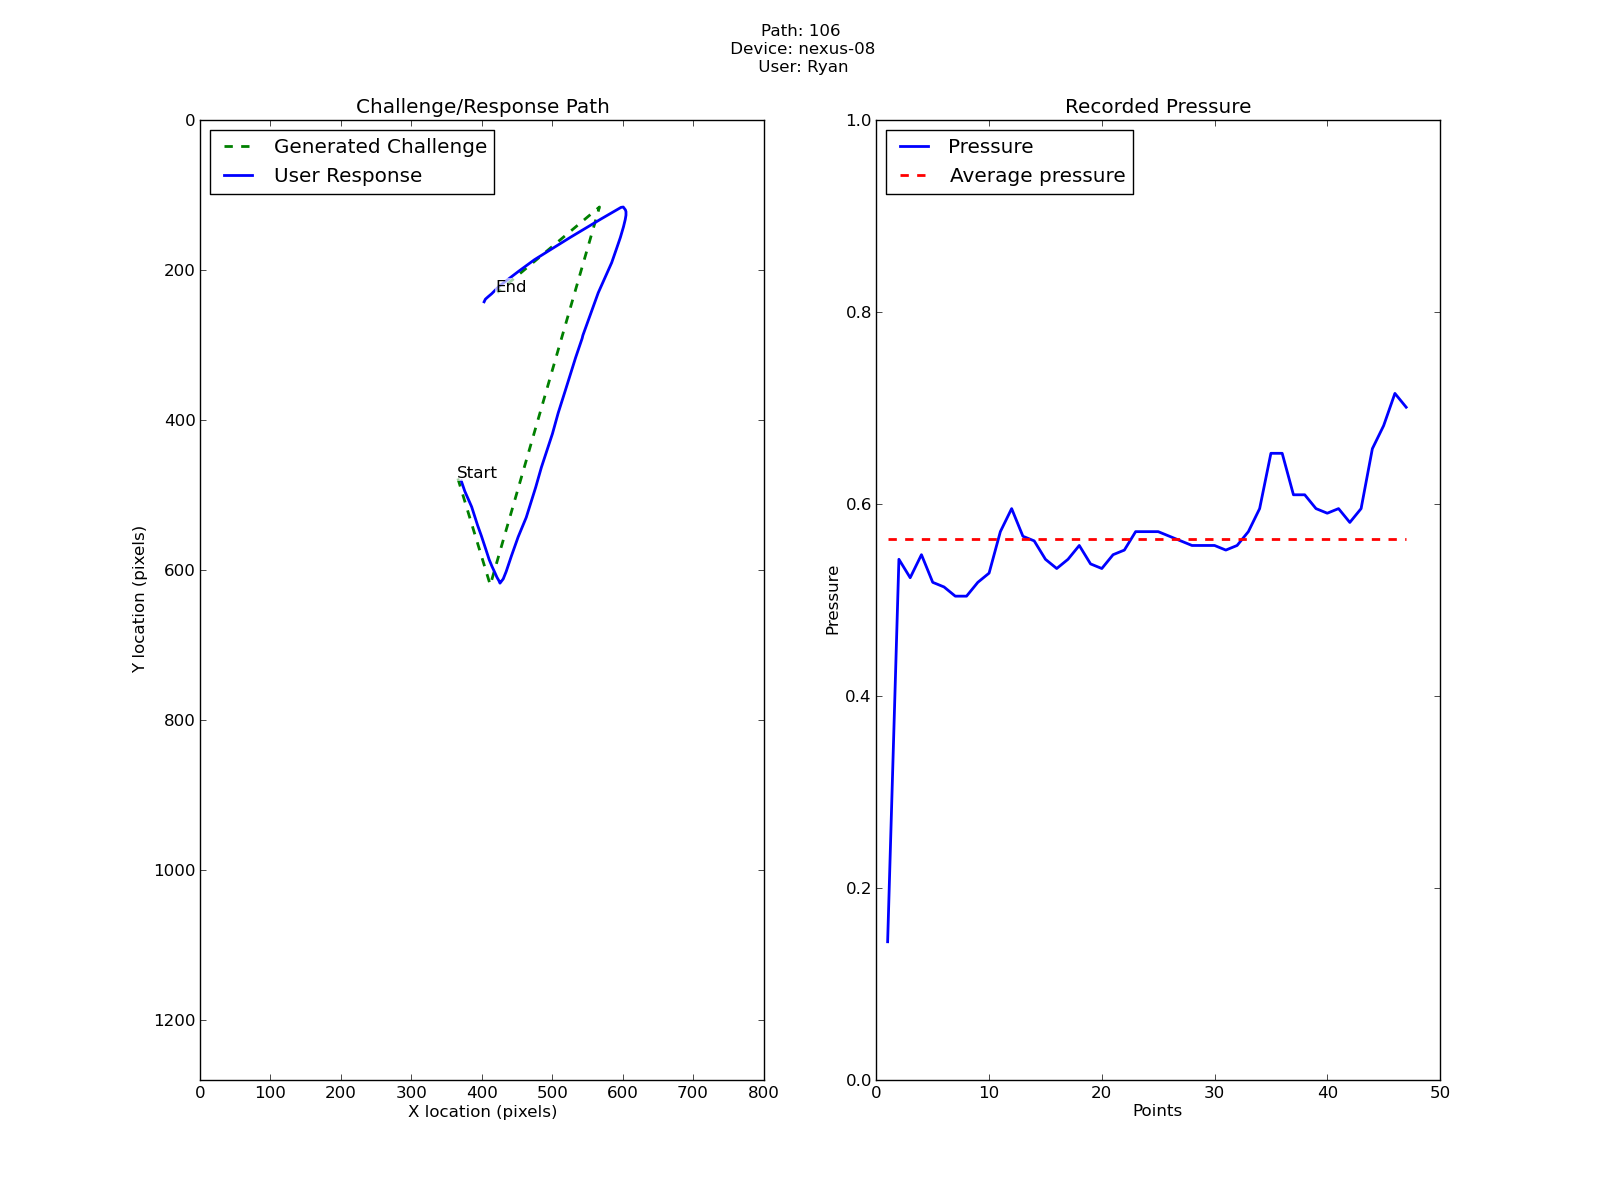 Path: 106
Device: nexus-08
User: Ryan
Challenge/Response Path
Generated Challenge
User Response
End
Start
0
200
400
600
800
1000
1200
Y location (pixels)
0 100 200 300 400 500 600 700 800
X location (pixels)
Recorded Pressure
Pressure
Average pressure
1.0
0.8
0.6
0.4
0.2
0.0
Pressure
0 10 20 30 40 50
Points